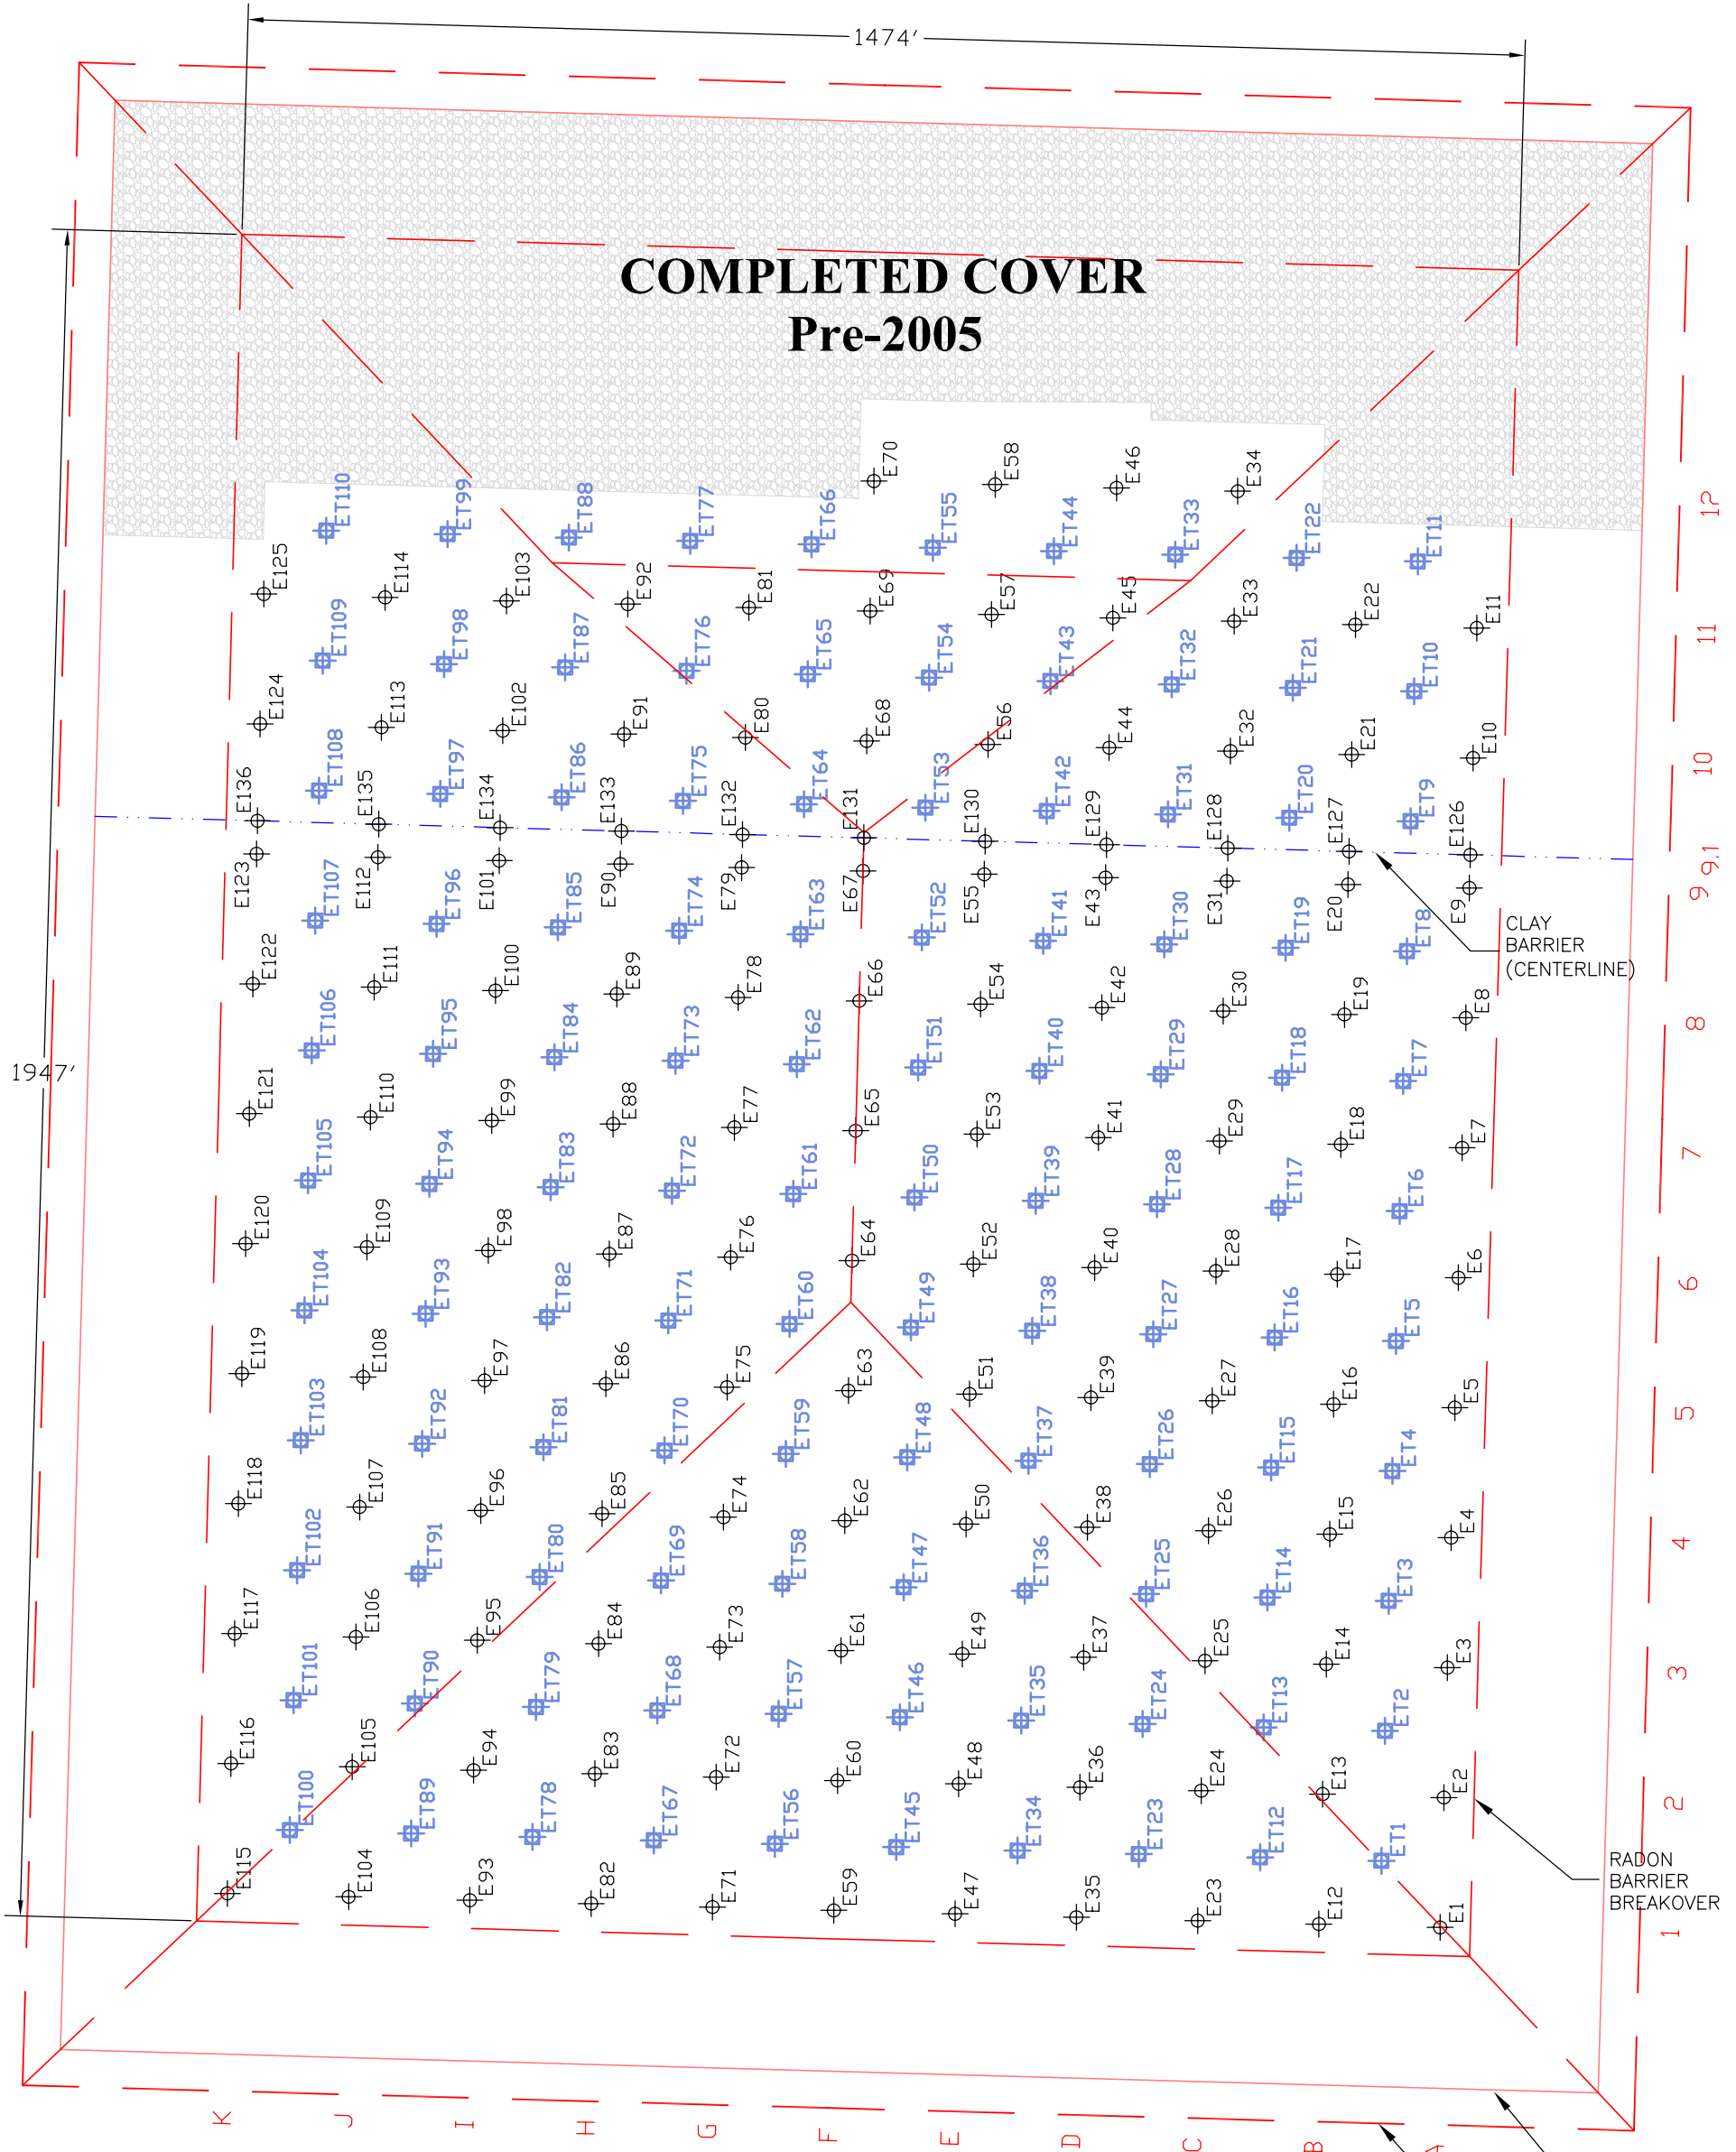 1474'
COMPLETED COVER
Pre-2005
1947'
E70
E58
E46
E34
12
ET110
ET99
ET88
ET77
ET66
ET55
ET44
ET33
ET22
ET11
E125
E114
E103
E92
E81
E69
E57
E45
E33
E22
E11
11
ET109
ET98
ET87
ET76
ET65
ET54
ET43
ET32
ET21
ET10
E124
E113
E102
E91
E80
E68
E56
E44
E32
E21
E10
10
ET108
ET97
ET86
ET75
ET64
ET53
ET42
ET31
ET20
ET9
E136
E135
E134
E133
E132
E131
E130
E129
E128
E127
E126
9.1
E123
E112
E101
E90
E79
E67
E55
E43
E31
E20
E9
9
CLAY
BARRIER
(CENTERLINE)
ET107
ET96
ET85
ET74
ET63
ET52
ET41
ET30
ET19
ET8
E122
E111
E100
E89
E78
E66
E54
E42
E30
E19
E8
8
ET106
ET95
ET84
ET73
ET62
ET51
ET40
ET29
ET18
ET7
E121
E110
E99
E88
E77
E65
E53
E41
E29
E18
E7
7
ET105
ET94
ET83
ET72
ET61
ET50
ET39
ET28
ET17
ET6
E120
E109
E98
E87
E76
E64
E52
E40
E28
E17
E6
6
ET104
ET93
ET82
ET71
ET60
ET49
ET38
ET27
ET16
ET5
E119
E108
E97
E86
E75
E63
E51
E39
E27
E16
E5
5
ET103
ET92
ET81
ET70
ET59
ET48
ET37
ET26
ET15
ET4
E118
E107
E96
E85
E74
E62
E50
E38
E26
E15
E4
4
ET102
ET91
ET80
ET69
ET58
ET47
ET36
ET25
ET14
ET3
E117
E106
E95
E84
E73
E61
E49
E37
E25
E14
E3
3
ET101
ET90
ET79
ET68
ET57
ET46
ET35
ET24
ET13
ET2
E116
E105
E94
E83
E72
E60
E48
E36
E24
E13
E2
2
ET100
ET89
ET78
ET67
ET56
ET45
ET34
ET23
ET12
ET1
RADON
BARRIER
BREAKOVER
E115
E104
E93
E82
E71
E59
E47
E35
E23
E12
E1
1
K
J
I
H
G
F
E
D
C
B
A